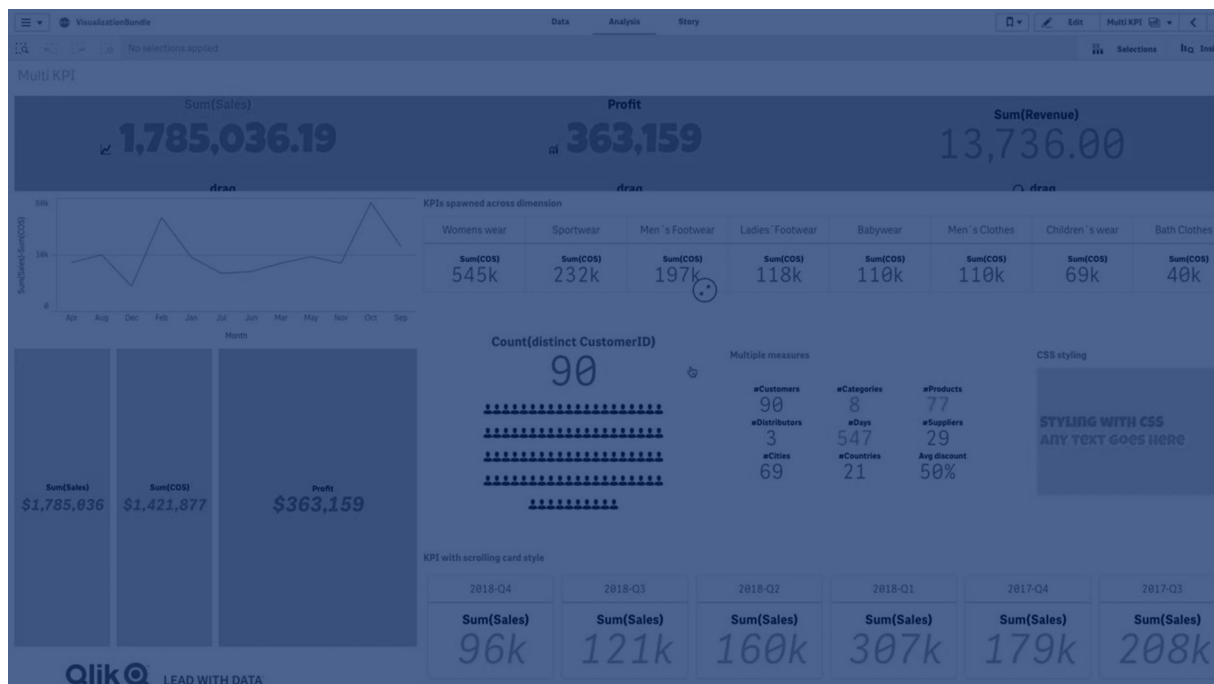 VisualizationBundle Data Analysis Story Edit Multi KPI
No selections applied Selections
Multi KPI
Sum(Sales) Profit Sum(Revenue)
1,785,036.19 363,159 13,736.00
drag drag drag
Sum(Sales)-Sum(COS)
50k
10k
0
Apr Aug Dec Feb Jan Jul Jun Mar May Nov Oct Sep
Month
KPIs spawned across dimension
Womens wear Sportwear Men´s Footwear Ladies´Footwear Babywear Men´s Clothes Children´s wear Bath Clothes
Sum(COS) Sum(COS) Sum(COS) Sum(COS) Sum(COS) Sum(COS) Sum(COS) Sum(COS)
545k 232k 197k 118k 110k 110k 69k 40k
Count(distinct CustomerID)
90
Multiple measures
#Customers #Categories #Products
90 8 77
#Distributors #Days #Suppliers
3 547 29
#Cities #Countries Avg discount
69 21 50%
CSS styling
STYLING WITH CSS
ANY TEXT GOES HERE
Sum(Sales) Sum(COS) Profit
$1,785,036 $1,421,877 $363,159
KPI with scrolling card style
2018-Q4 2018-Q3 2018-Q2 2018-Q1 2017-Q4 2017-Q3
Sum(Sales) Sum(Sales) Sum(Sales) Sum(Sales) Sum(Sales) Sum(Sales)
96k 121k 160k 307k 179k 208k
Qlik LEAD WITH DATA